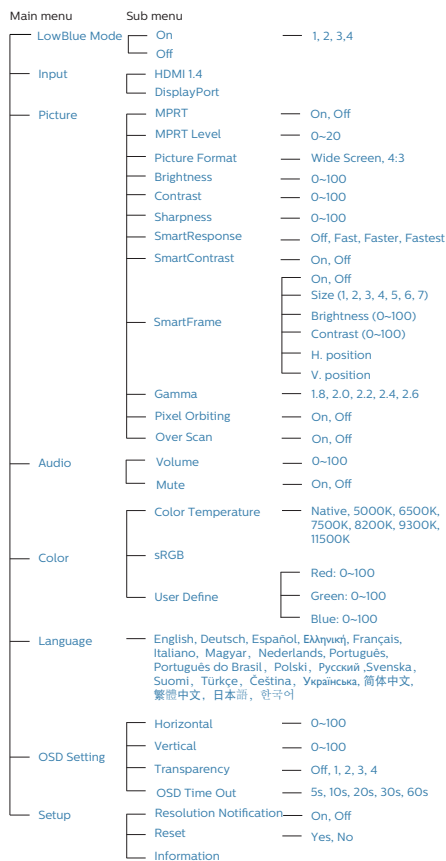 Main menu Sub menu
LowBlue Mode On 1, 2, 3,4
Off
Input HDMI 1.4
DisplayPort
Picture MPRT On, Off
MPRT Level 0~20
Picture Format Wide Screen, 4:3
Brightness 0~100
Contrast 0~100
Sharpness 0~100
SmartResponse Off, Fast, Faster, Fastest
SmartContrast On, Off
On, Off
Size (1, 2, 3, 4, 5, 6, 7)
Brightness (0~100)
SmartFrame
Contrast (0~100)
H. position
V. position
Gamma 1.8, 2.0, 2.2, 2.4, 2.6
Pixel Orbiting On, Off
Over Scan On, Off
Audio Volume 0~100
Mute On, Off
Color Temperature Native, 5000K, 6500K,
7500K, 8200K, 9300K,
11500K
Color sRGB
Red: 0~100
User Define Green: 0~100
Blue: 0~100
Language English, Deutsch, Español, Ελληνική, Français,
Italiano, Magyar, Nederlands, Português,
Português do Brasil, Polski, Русский ,Svenska,
Suomi, Türkçe, Čeština, Українська, 简体中文,
繁體中文, 日本語, 한국어
Horizontal 0~100
Vertical 0~100
OSD Setting
Transparency Off, 1, 2, 3, 4
OSD Time Out 5s, 10s, 20s, 30s, 60s
Setup Resolution Notification On, Off
Reset Yes, No
Information